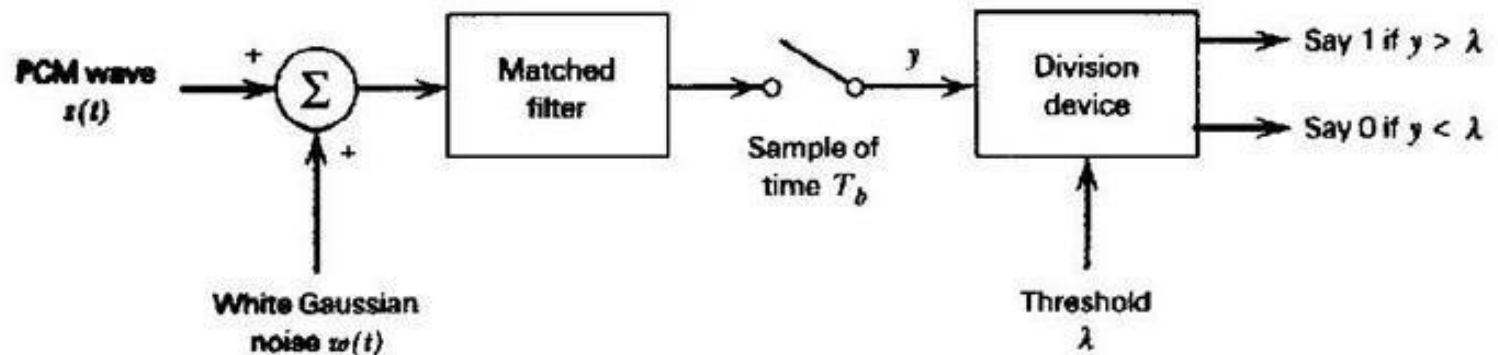 PCM wave
s(t)
+
Σ
+
White Gaussian
noise w(t)
Matched
filter
Sample of
time T_b
y
Division
device
Threshold
λ
Say 1 if y > λ
Say 0 if y < λ